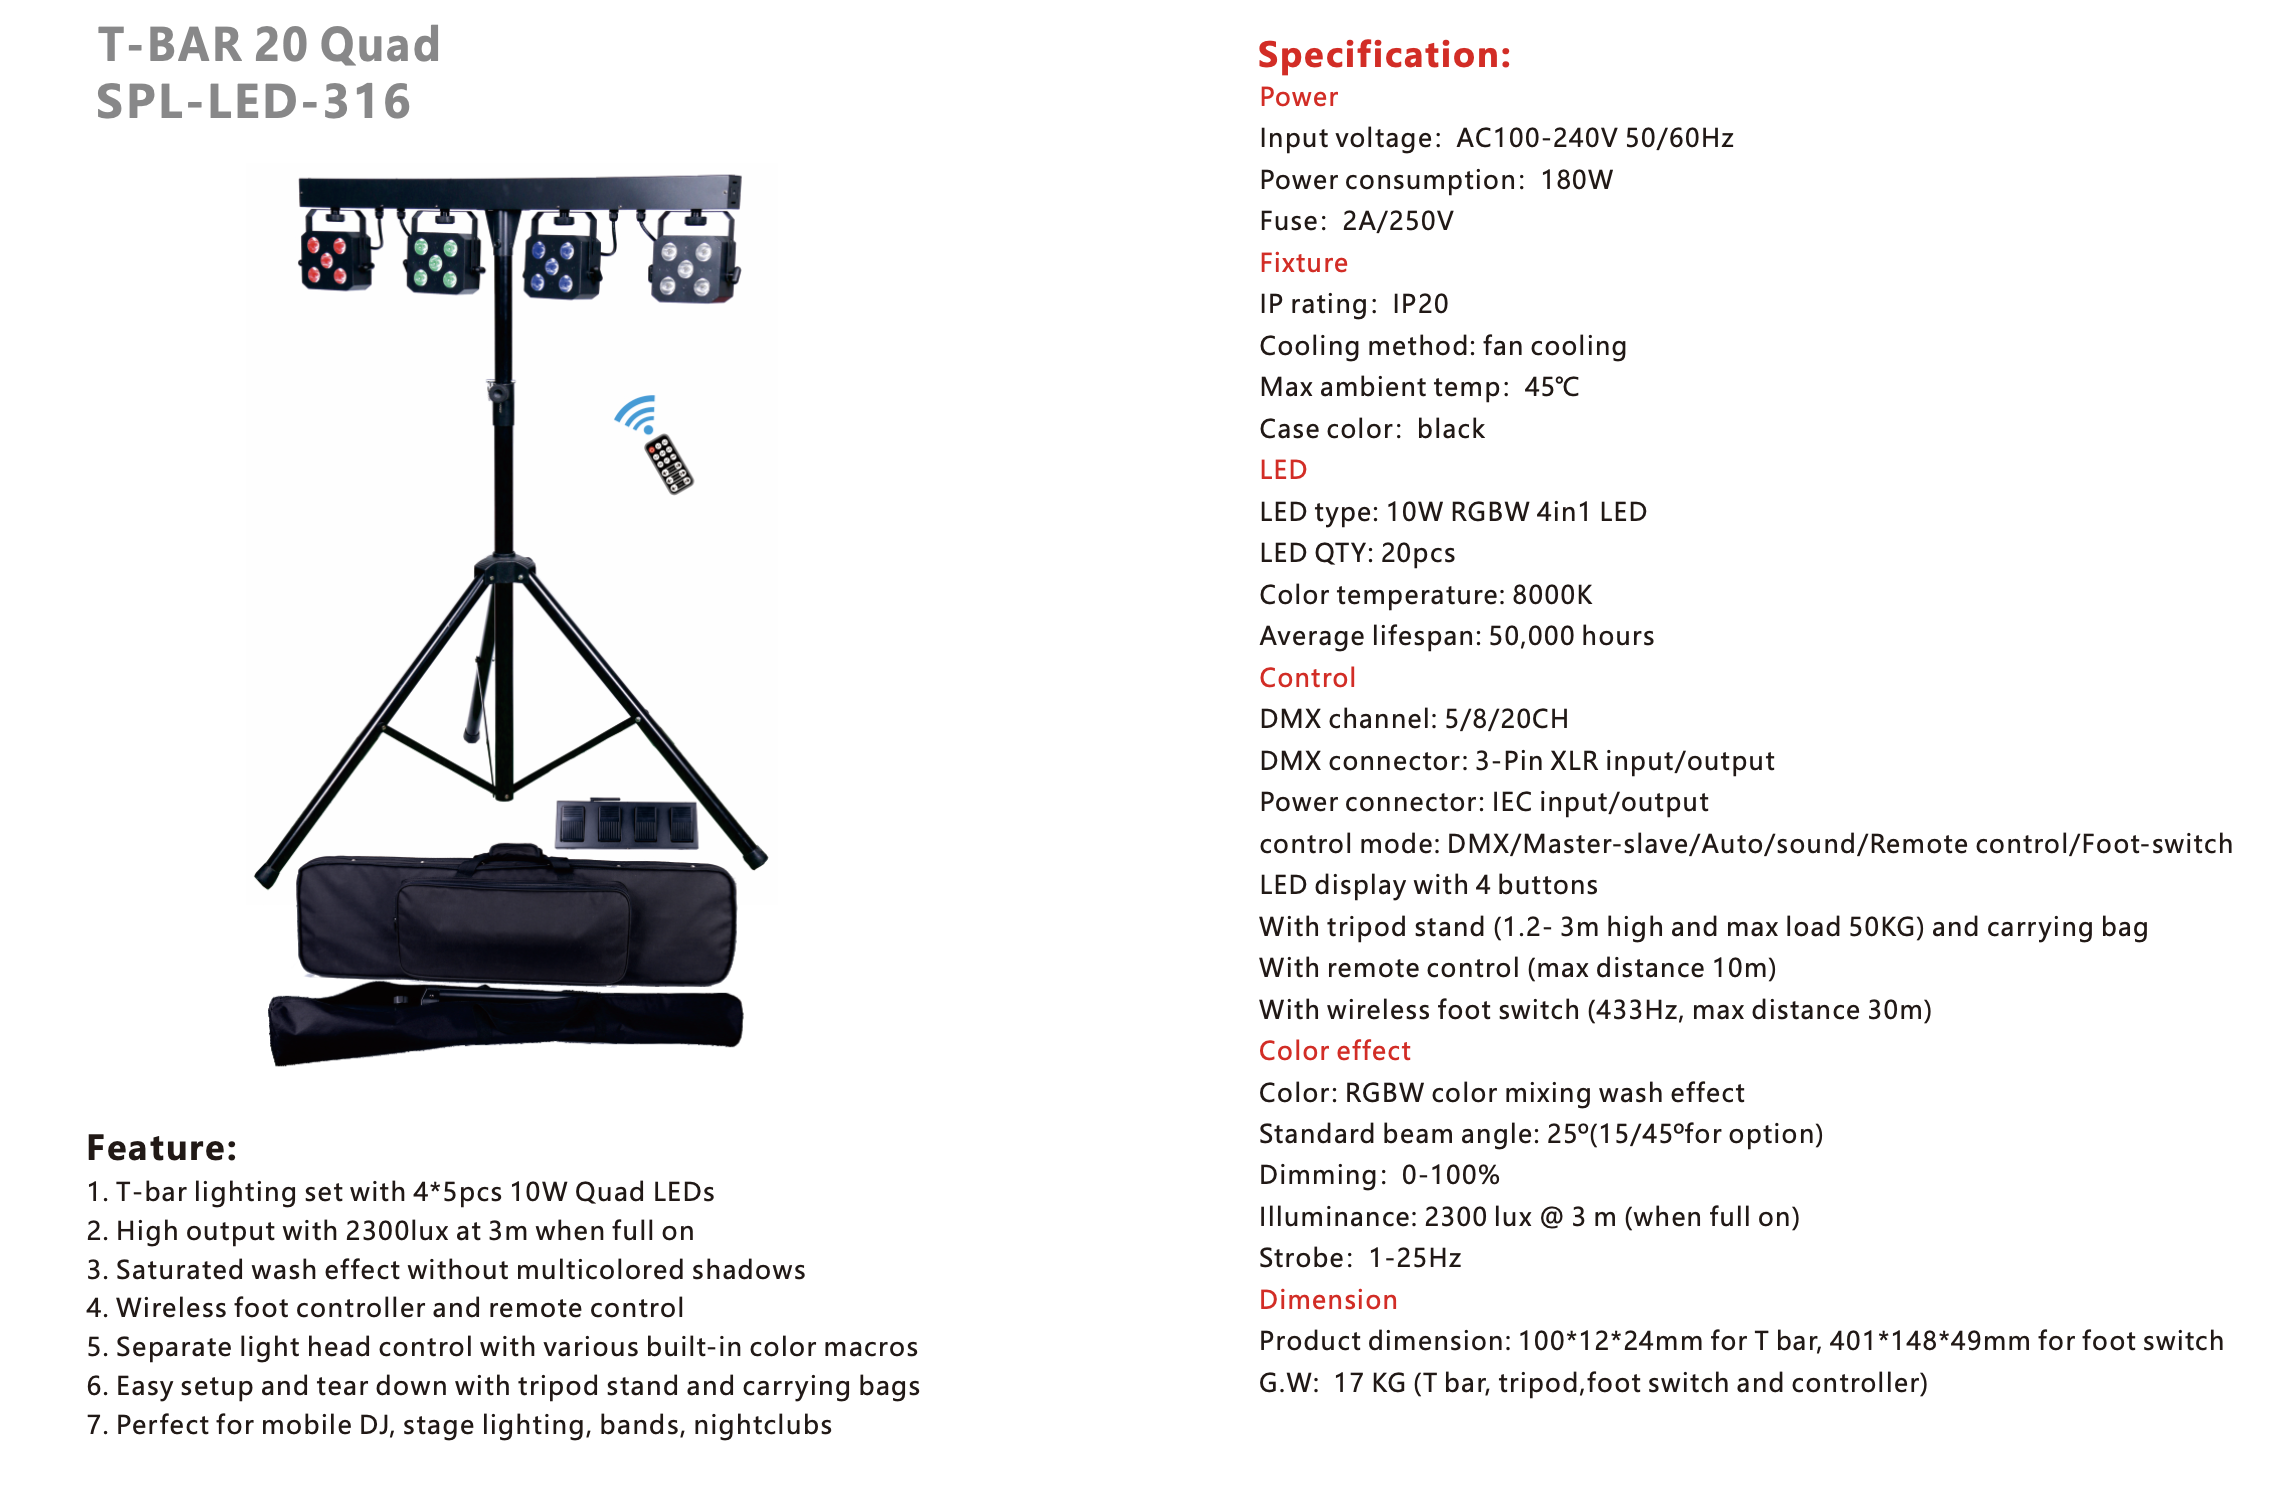 T-BAR 20 Quad
SPL-LED-316
Feature:
1. T-bar lighting set with 4*5pcs 10W Quad LEDs
2. High output with 2300lux at 3m when full on
3. Saturated wash effect without multicolored shadows
4. Wireless foot controller and remote control
5. Separate light head control with various built-in color macros
6. Easy setup and tear down with tripod stand and carrying bags
7. Perfect for mobile DJ, stage lighting, bands, nightclubs
Specification:
Power
Input voltage: AC100-240V 50/60Hz
Power consumption: 180W
Fuse: 2A/250V
Fixture
IP rating: IP20
Cooling method: fan cooling
Max ambient temp: 45℃
Case color: black
LED
LED type: 10W RGBW 4in1 LED
LED QTY: 20pcs
Color temperature: 8000K
Average lifespan: 50,000 hours
Control
DMX channel: 5/8/20CH
DMX connector: 3-Pin XLR input/output
Power connector: IEC input/output
control mode: DMX/Master-slave/Auto/sound/Remote control/Foot-switch
LED display with 4 buttons
With tripod stand (1.2- 3m high and max load 50KG) and carrying bag
With remote control (max distance 10m)
With wireless foot switch (433Hz, max distance 30m)
Color effect
Color: RGBW color mixing wash effect
Standard beam angle: 25º(15/45ºfor option)
Dimming: 0-100%
Illuminance: 2300 lux @ 3 m (when full on)
Strobe: 1-25Hz
Dimension
Product dimension: 100*12*24mm for T bar, 401*148*49mm for foot switch
G.W: 17 KG (T bar, tripod,foot switch and controller)